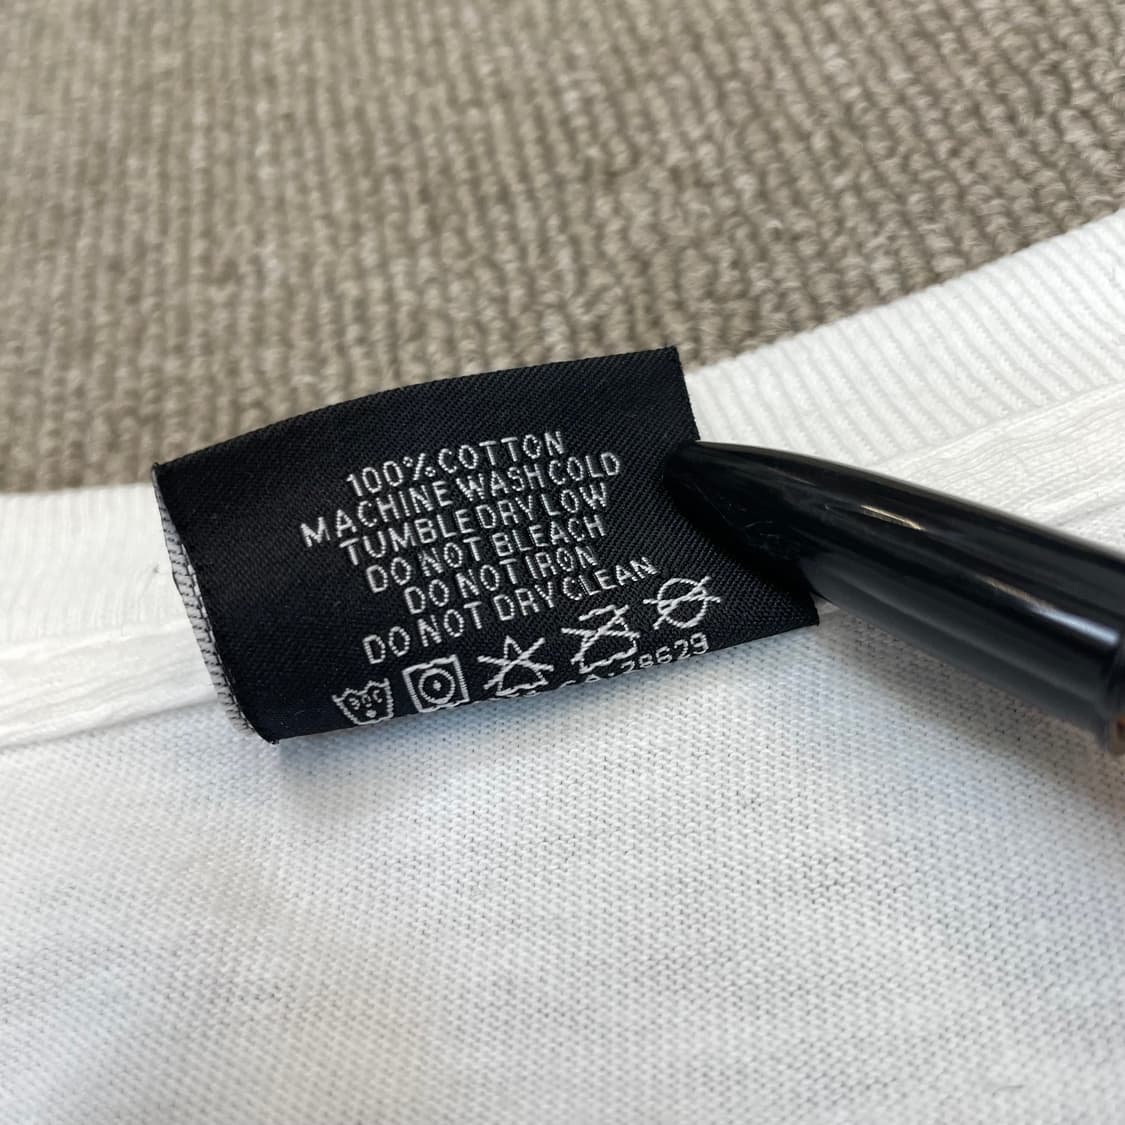 100% COTTON
MACHINE WASH COLD
TUMBLE DRY LOW
DO NOT BLEACH
DO NOT IRON
DO NOT DRY CLEAN